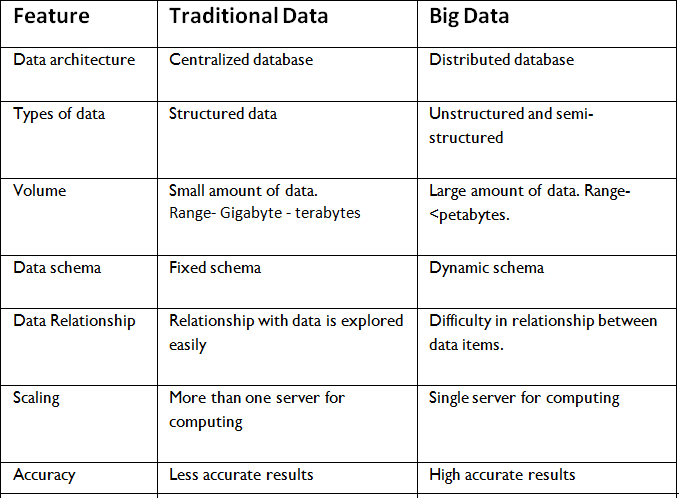 Feature Traditional Data Big Data
Data architecture Centralized database Distributed database
Types of data Structured data Unstructured and semi-
structured
Volume Small amount of data. Large amount of data. Range-
Range- Gigabyte - terabytes <petabytes.
Data schema Fixed schema Dynamic schema
Data Relationship Relationship with data is explored Difficulty in relationship between
easily data items.
Scaling More than one server for Single server for computing
computing
Accuracy Less accurate results High accurate results